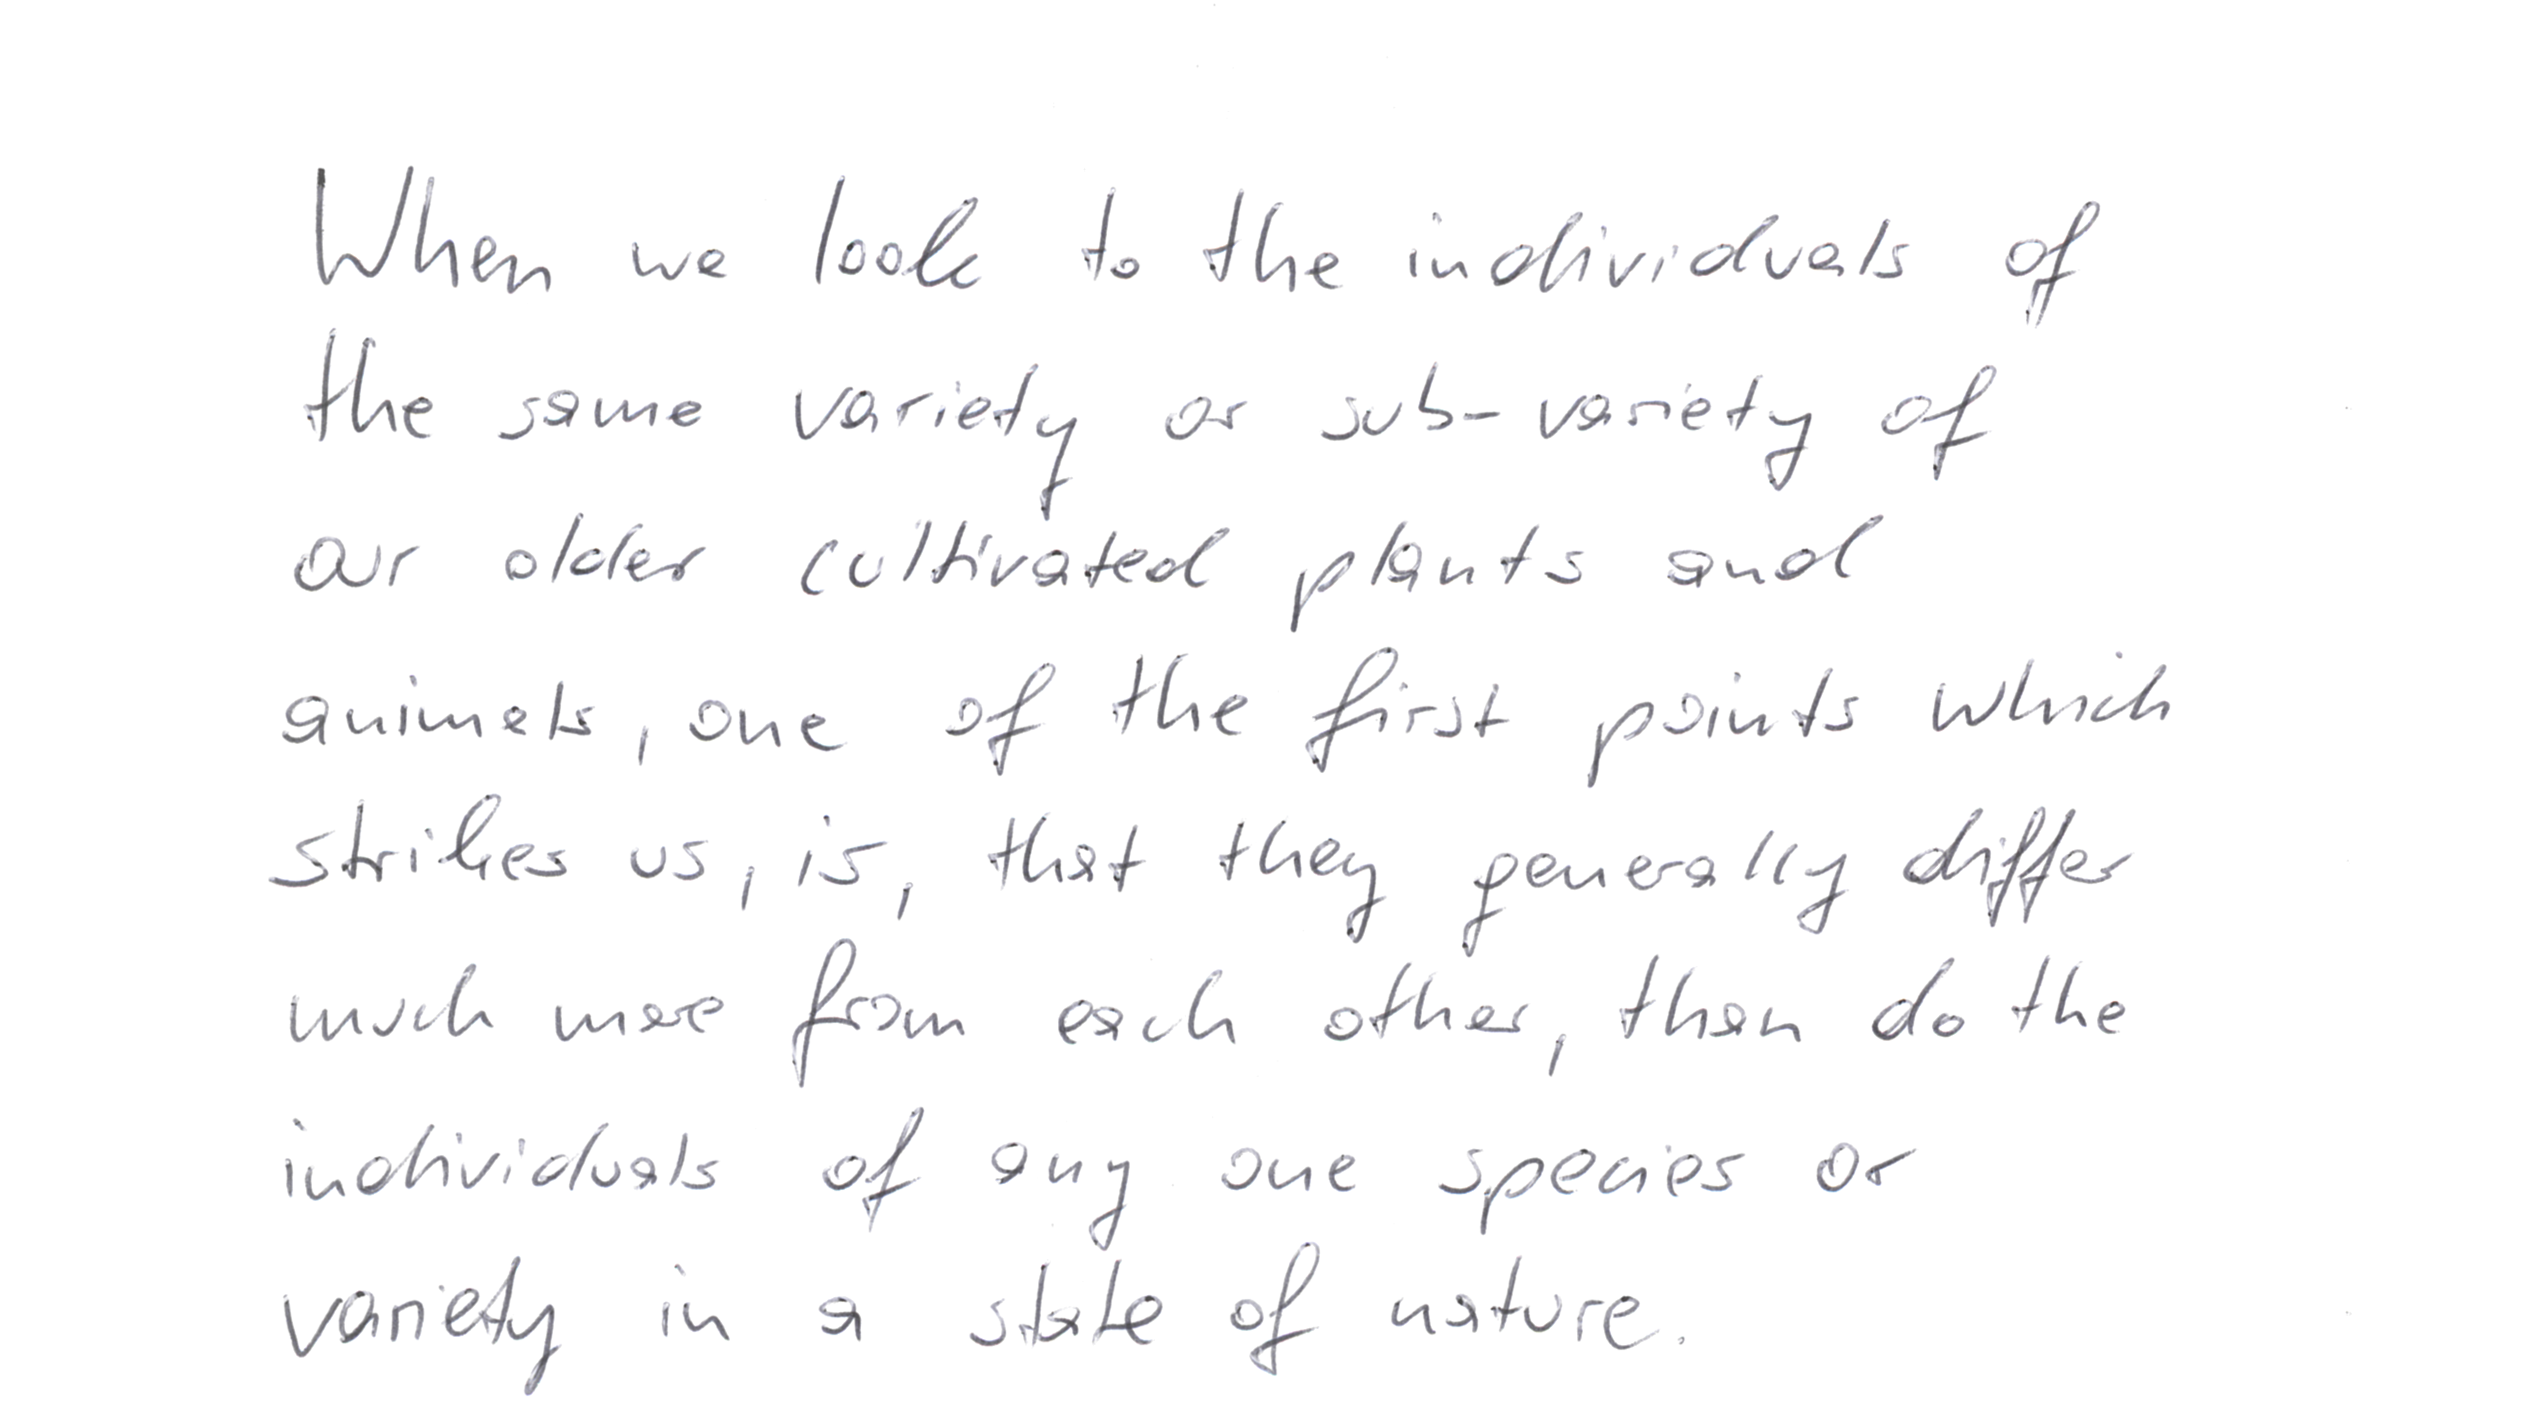 When we look to the individuals of
the same variety or sub-variety of
our older cultivated plants and
animals, one of the first points which
strikes us, is, that they generally differ
much more from each other, than do the
individuals of any one species or
variety in a state of nature.